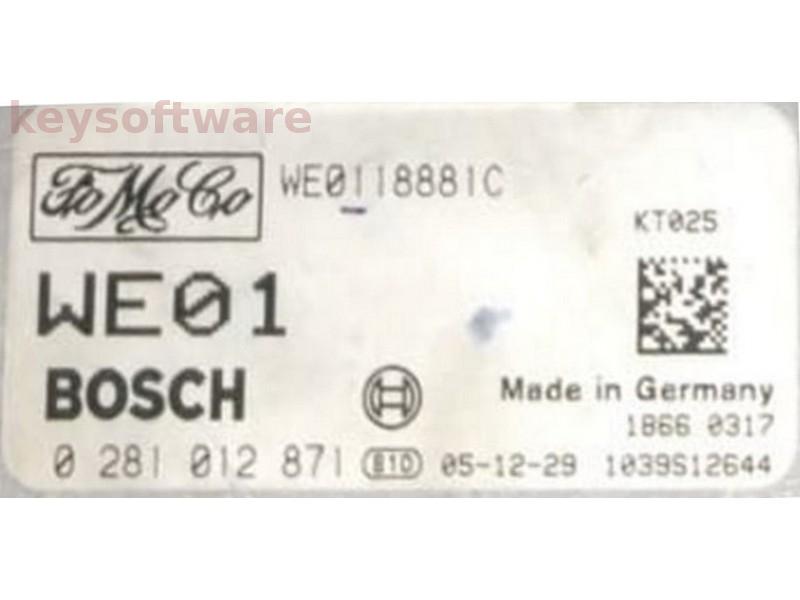 keysoftware
FoMoCo WE0118881C
KT025
WE01
BOSCH
Made in Germany
1866 0317
0 281 012 871 B10 05-12-29 1039S12644